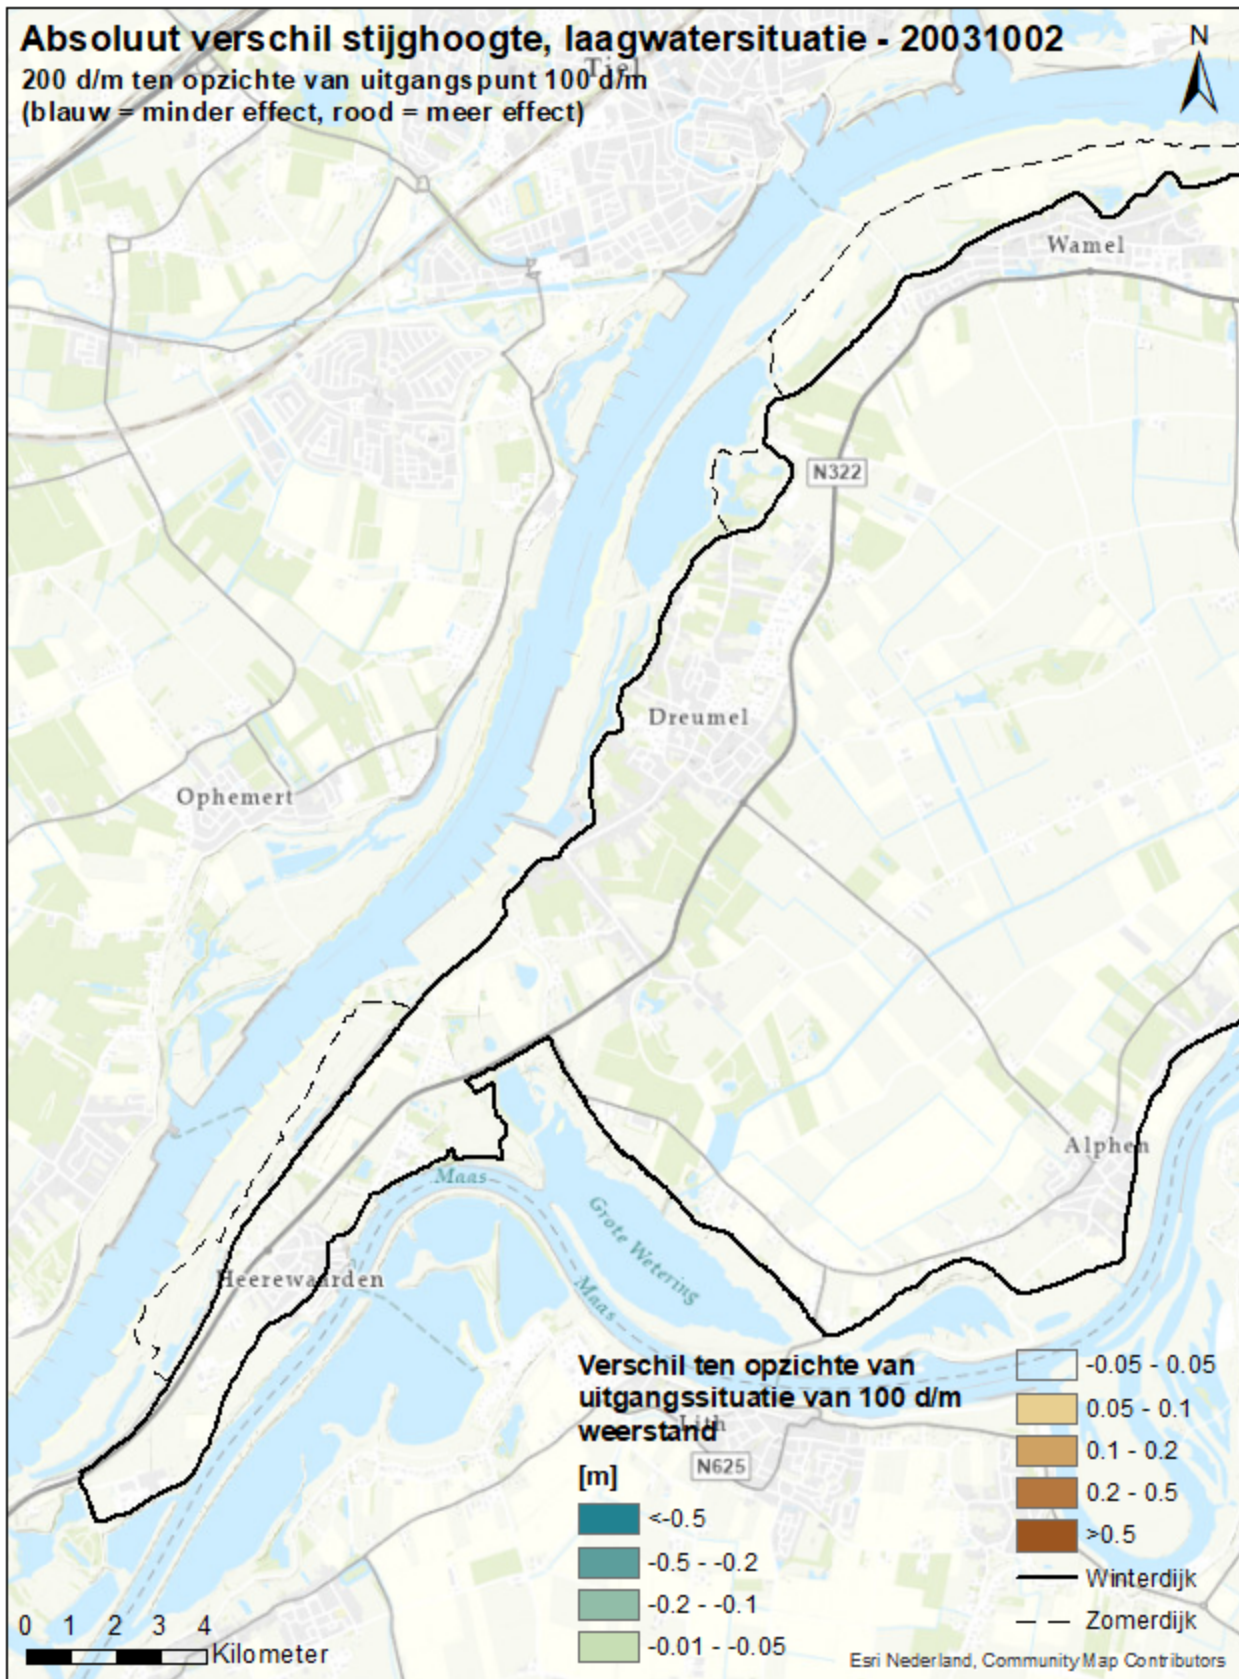 Absoluut verschil stijghoogte, laagwatersituatie - 20031002
200 d/m ten opzichte van uitgangspunt 100 d/m
(blauw = minder effect, rood = meer effect)
N
Tiel
Wamel
N322
Dreumel
Ophemert
Alphen
Maas
Grote Wetering
Maas
Heerewaarden
Lith
N625
Verschil ten opzichte van
uitgangssituatie van 100 d/m
weerstand
[m]
<-0.5
-0.5 - -0.2
-0.2 - -0.1
-0.01 - -0.05
-0.05 - 0.05
0.05 - 0.1
0.1 - 0.2
0.2 - 0.5
>0.5
Winterdijk
Zomerdijk
0 1 2 3 4
Kilometer
Esri Nederland, Community Map Contributors